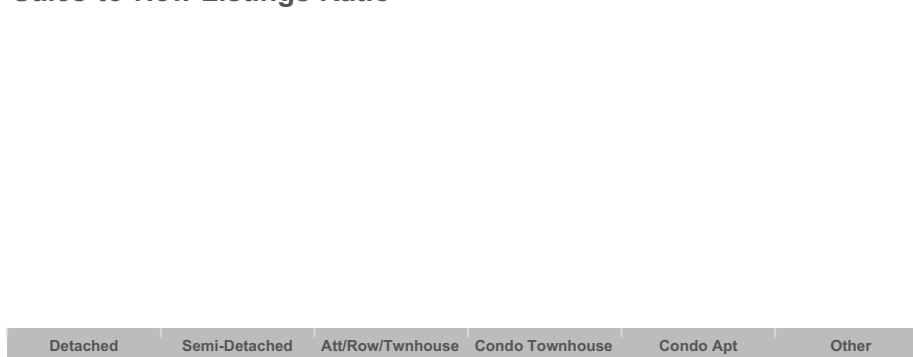 Sales-to-New Listings Ratio
Detached Semi-Detached Att/Row/Twnhouse Condo Townhouse Condo Apt Other